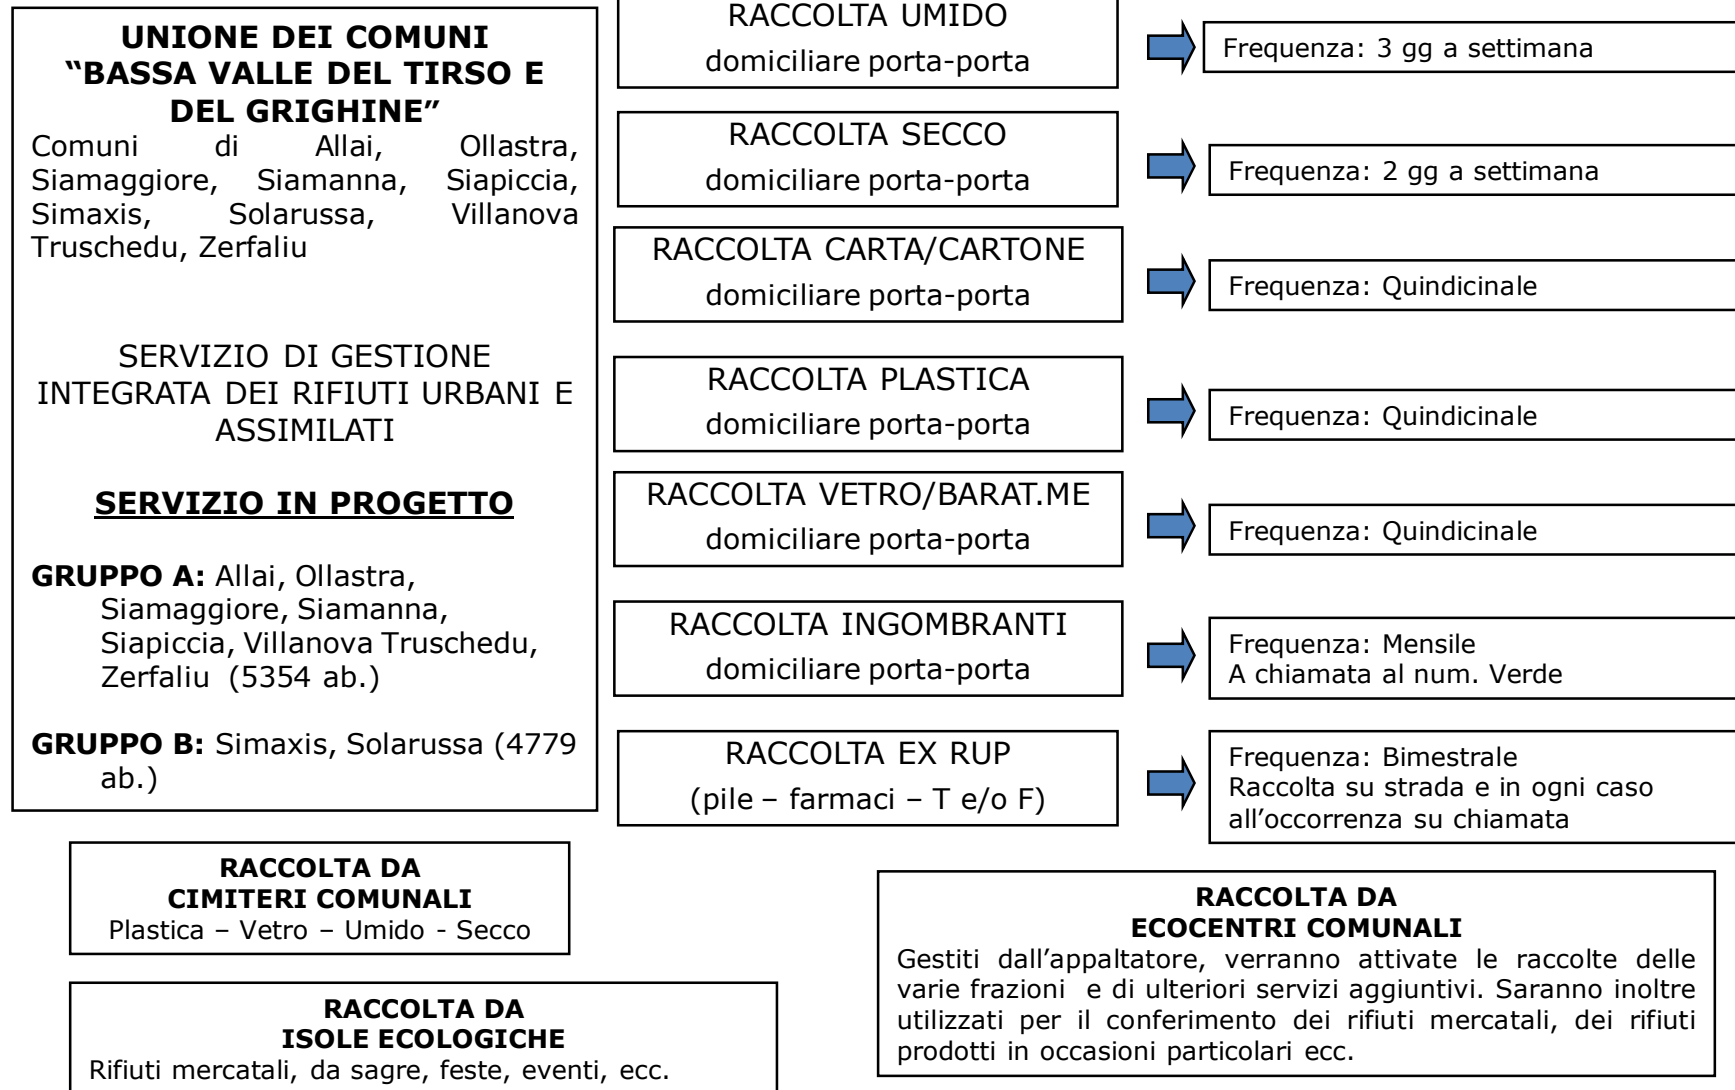 UNIONE DEI COMUNI
“BASSA VALLE DEL TIRSO E
DEL GRIGHINE”
Comuni di Allai, Ollastra,
Siamaggiore, Siamanna, Siapiccia,
Simaxis, Solarussa, Villanova
Truschedu, Zerfaliu
SERVIZIO DI GESTIONE
INTEGRATA DEI RIFIUTI URBANI E
ASSIMILATI
SERVIZIO IN PROGETTO
GRUPPO A: Allai, Ollastra,
Siamaggiore, Siamanna,
Siapiccia, Villanova Truschedu,
Zerfaliu (5354 ab.)
GRUPPO B: Simaxis, Solarussa (4779
ab.)
RACCOLTA UMIDO
domiciliare porta-porta
Frequenza: 3 gg a settimana
RACCOLTA SECCO
domiciliare porta-porta
Frequenza: 2 gg a settimana
RACCOLTA CARTA/CARTONE
domiciliare porta-porta
Frequenza: Quindicinale
RACCOLTA PLASTICA
domiciliare porta-porta
Frequenza: Quindicinale
RACCOLTA VETRO/BARAT.ME
domiciliare porta-porta
Frequenza: Quindicinale
RACCOLTA INGOMBRANTI
domiciliare porta-porta
Frequenza: Mensile
A chiamata al num. Verde
RACCOLTA EX RUP
(pile – farmaci – T e/o F)
Frequenza: Bimestrale
Raccolta su strada e in ogni caso
all’occorrenza su chiamata
RACCOLTA DA
CIMITERI COMUNALI
Plastica – Vetro – Umido - Secco
RACCOLTA DA
ISOLE ECOLOGICHE
Rifiuti mercatali, da sagre, feste, eventi, ecc.
RACCOLTA DA
ECOCENTRI COMUNALI
Gestiti dall’appaltatore, verranno attivate le raccolte delle
varie frazioni e di ulteriori servizi aggiuntivi. Saranno inoltre
utilizzati per il conferimento dei rifiuti mercatali, dei rifiuti
prodotti in occasioni particolari ecc.